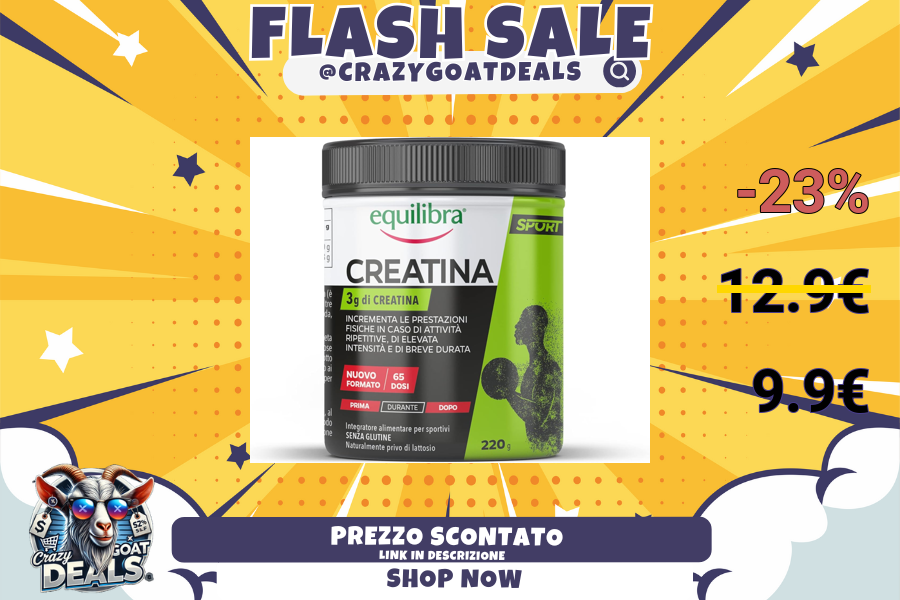 FLASH SALE
@CRAZYGOATDEALS
-23%
12.9€
9.9€
equilibra®
SPORT
CREATINA
3g di CREATINA
INCREMENTA LE PRESTAZIONI
FISICHE IN CASO DI ATTIVITÀ
RIPETITIVE, DI ELEVATA
INTENSITÀ E DI BREVE DURATA
NUOVO
FORMATO
65
DOSI
PRIMA DURANTE DOPO
Integratore alimentare per sportivi
SENZA GLUTINE
Naturalmente privo di lattosio
220 g
$
52%
Crazy
GOAT
DEALS
PREZZO SCONTATO
LINK IN DESCRIZIONE
SHOP NOW